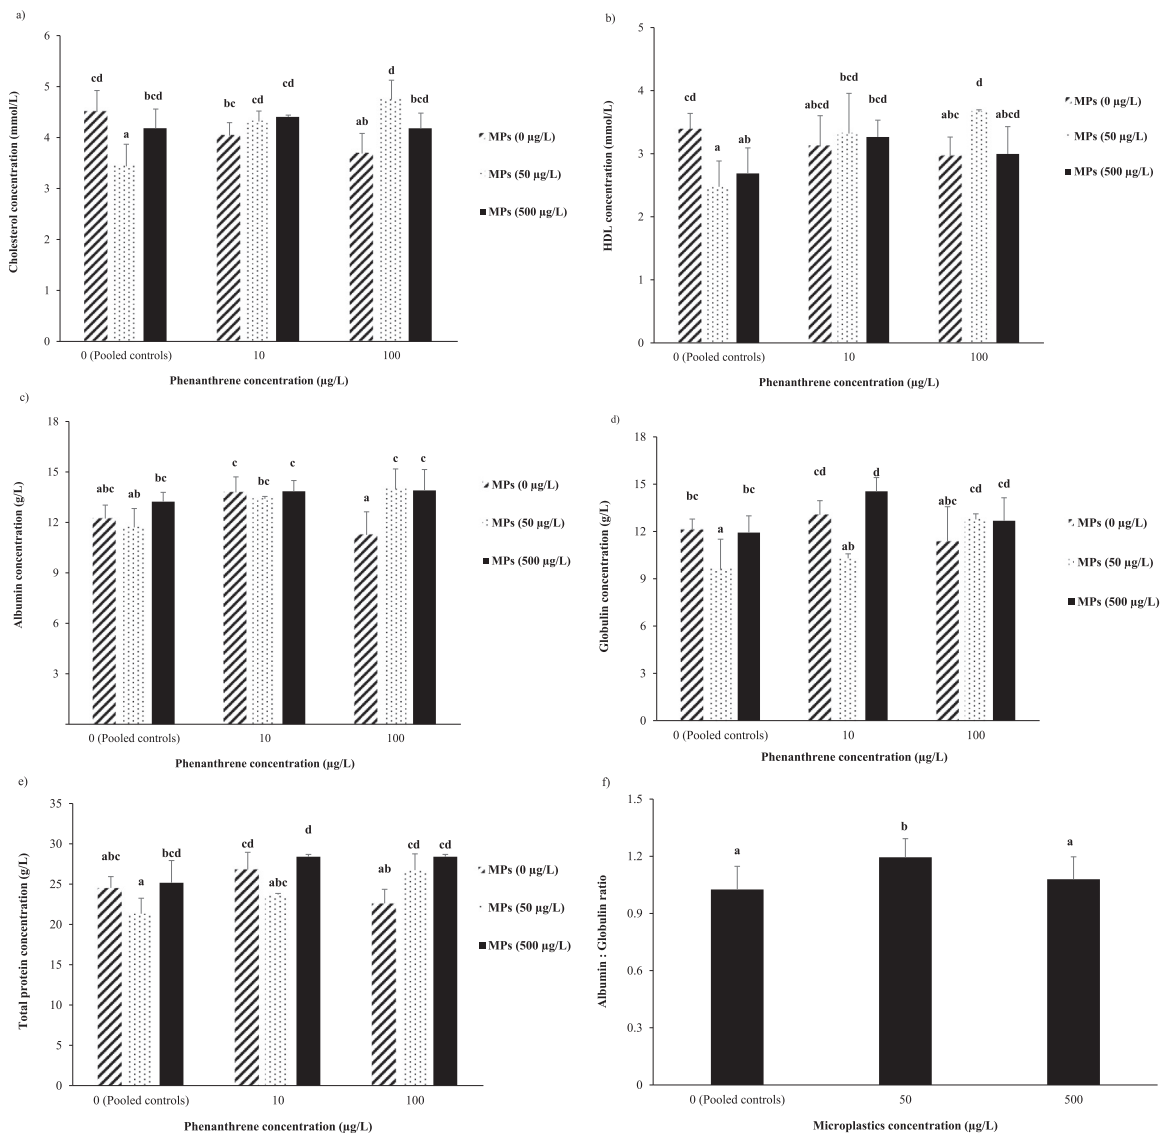 a)
Cholesterol concentration (mmol/L)
6
5
4
3
2
1
0
cd
a
bcd
bc
cd
cd
ab
d
bcd
0 (Pooled controls)
10
100
Phenanthrene concentration (µg/L)
MPs (0 µg/L)
MPs (50 µg/L)
MPs (500 µg/L)
b)
HDL concentration (mmol/L)
5
4
3
2
1
0
cd
a
ab
abcd
bcd
bcd
abc
d
abcd
0 (Pooled controls)
10
100
Phenanthrene concentration (µg/L)
MPs (0 µg/L)
MPs (50 µg/L)
MPs (500 µg/L)
c)
Albumin concentration (g/L)
18
15
12
9
6
3
abc
ab
bc
c
bc
c
a
c
c
0 (Pooled controls)
10
100
Phenanthrene concentration (µg/L)
MPs (0 µg/L)
MPs (50 µg/L)
MPs (500 µg/L)
d)
Globulin concentration (g/L)
18
15
12
9
6
3
0
bc
a
bc
cd
ab
d
abc
cd
cd
0 (Pooled controls)
10
100
Phenanthrene concentration (µg/L)
MPs (0 µg/L)
MPs (50 µg/L)
MPs (500 µg/L)
e)
Total protein concentration (g/L)
35
30
25
20
15
10
5
0
abc
a
bcd
cd
abc
d
ab
cd
cd
0 (Pooled controls)
10
100
Phenanthrene concentration (µg/L)
MPs (0 µg/L)
MPs (50 µg/L)
MPs (500 µg/L)
f)
Albumin : Globulin ratio
1.5
1.2
0.9
0.6
0.3
0
a
b
a
0 (Pooled controls)
50
500
Microplastics concentration (µg/L)